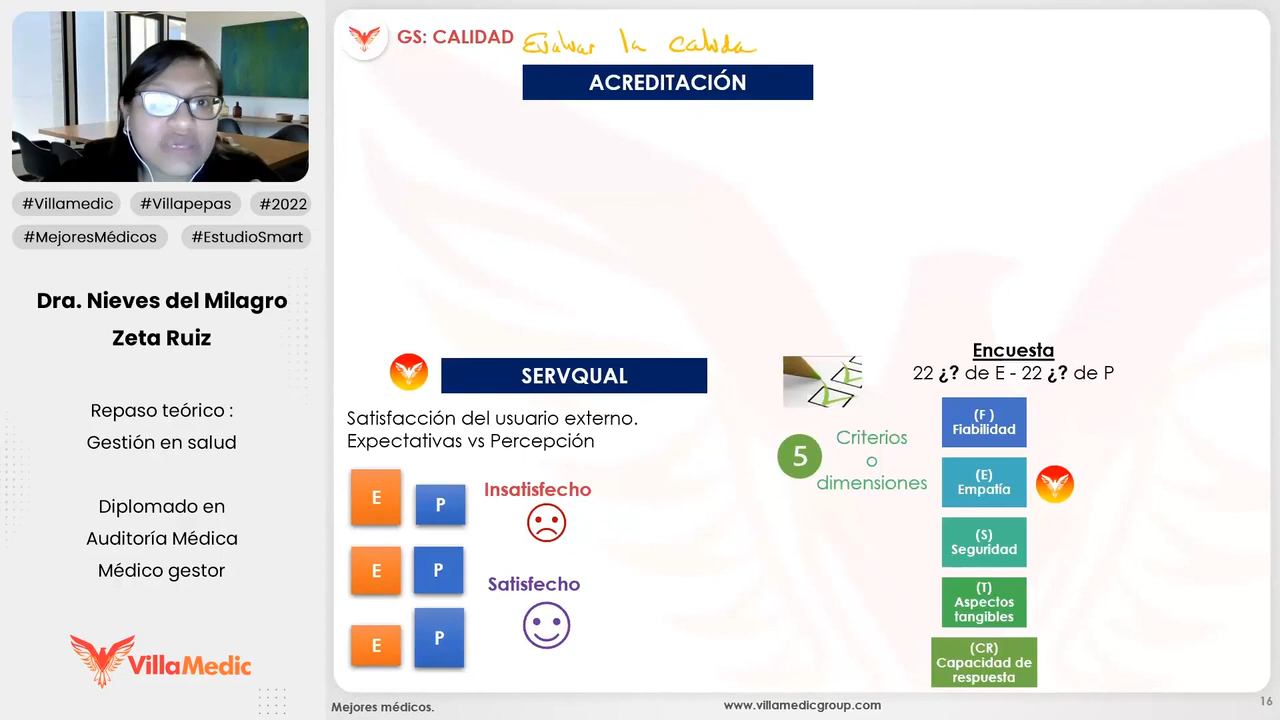 #Villamedic
#Villapepas
#2022
#MejoresMédicos
#EstudioSmart
Dra. Nieves del Milagro
Zeta Ruiz
Repaso teórico :
Gestión en salud
Diplomado en
Auditoría Médica
Médico gestor
VillaMedic
GS: CALIDAD
Evaluar la calida
ACREDITACIÓN
SERVQUAL
Satisfacción del usuario externo.
Expectativas vs Percepción
E
P
Insatisfecho
E
P
Satisfecho
E
P
5
Criterios
o
dimensiones
Encuesta
22 ¿? de E - 22 ¿? de P
(F )
Fiabilidad
(E)
Empatía
(S)
Seguridad
(T)
Aspectos
tangibles
(CR)
Capacidad de
respuesta
Mejores médicos.
www.villamedicgroup.com
16